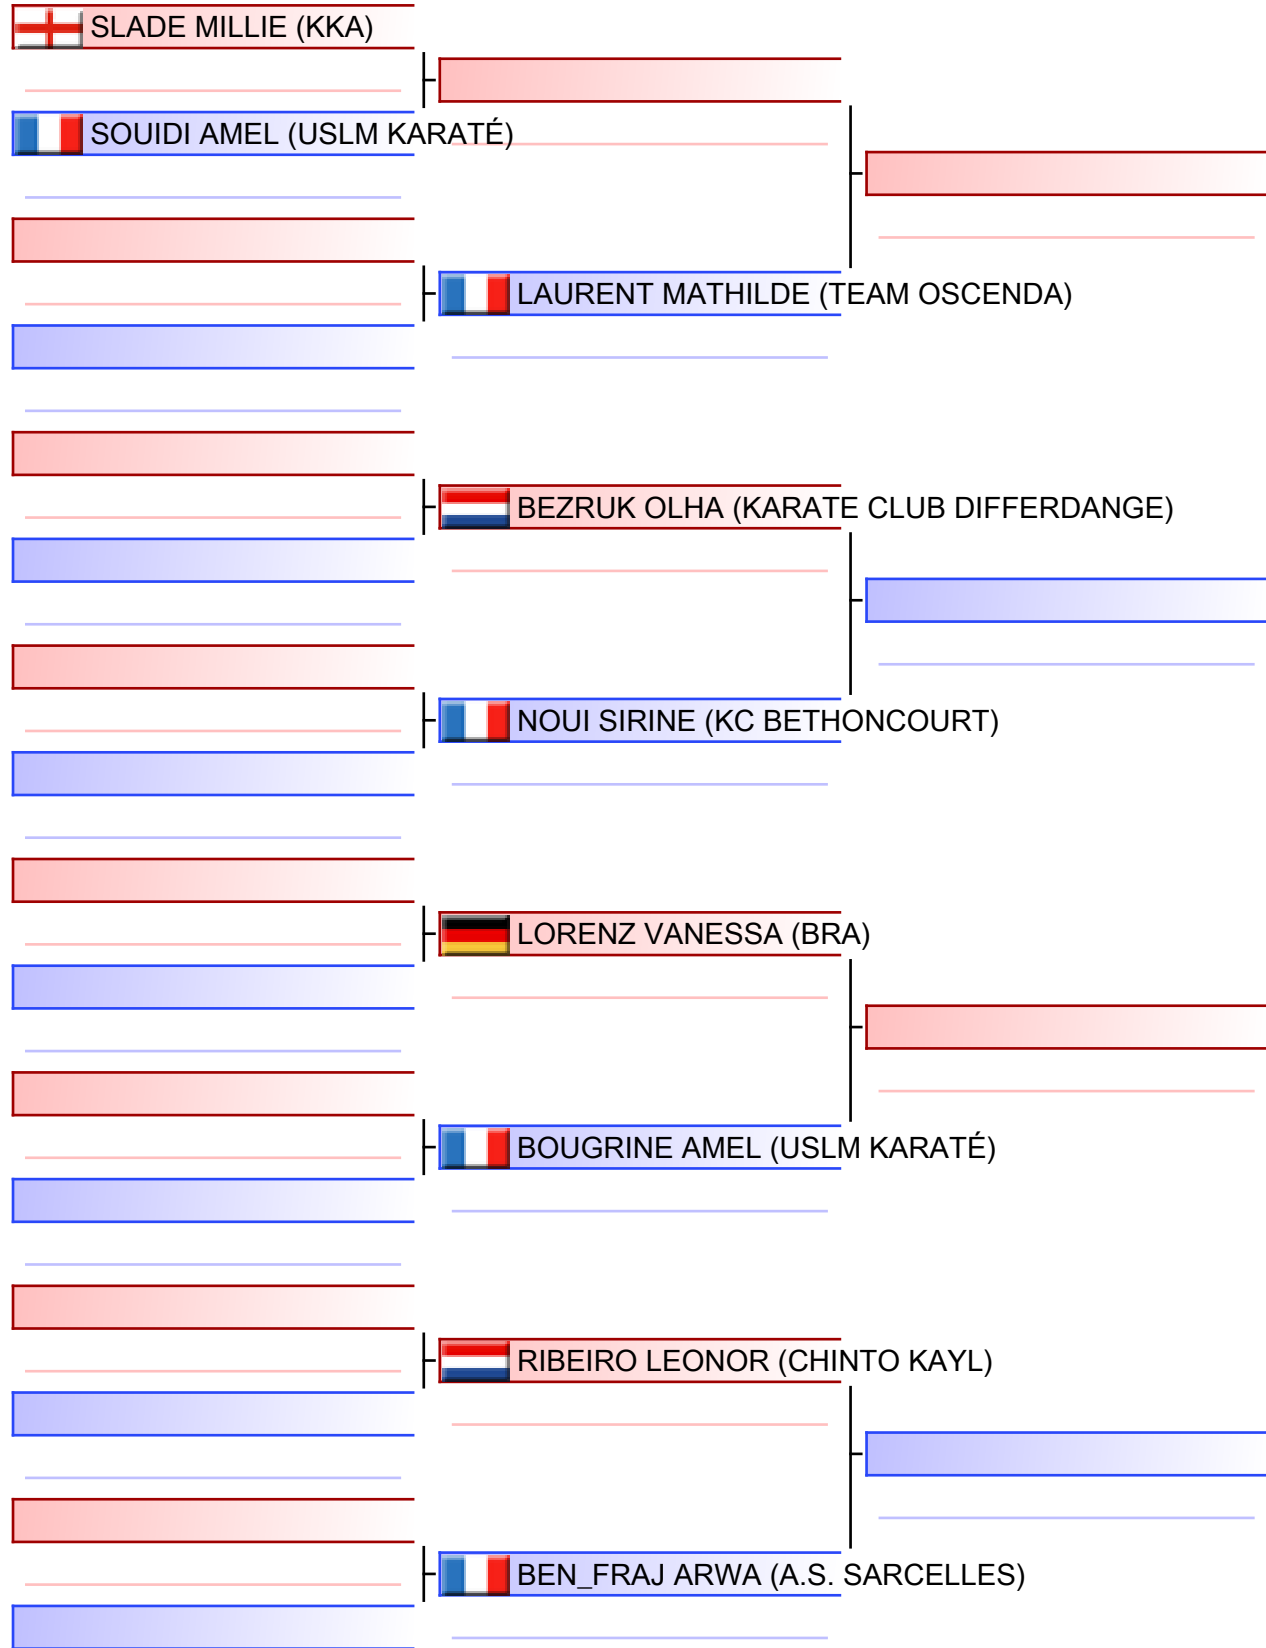 SLADE MILLIE (KKA)
SOUIDI AMEL (USLM KARATÉ)
LAURENT MATHILDE (TEAM OSCENDA)
BEZRUK OLHA (KARATE CLUB DIFFERDANGE)
NOUI SIRINE (KC BETHONCOURT)
LORENZ VANESSA (BRA)
BOUGRINE AMEL (USLM KARATÉ)
RIBEIRO LEONOR (CHINTO KAYL)
BEN_FRAJ ARWA (A.S. SARCELLES)